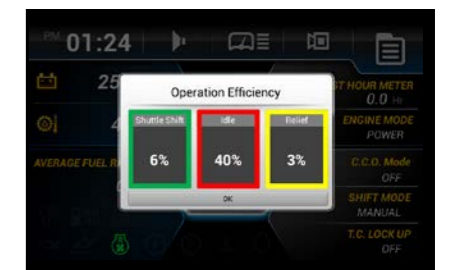 PM 01:24
Operation Efficiency
Shuttle Shift
Idle
Relief
6%
40%
3%
OK
25
4
AVERAGE FUEL R
T HOUR METER
0.0 Hr
ENGINE MODE
POWER
C.C.O. Mode
OFF
SHIFT MODE
MANUAL
T.C. LOCK UP
OFF